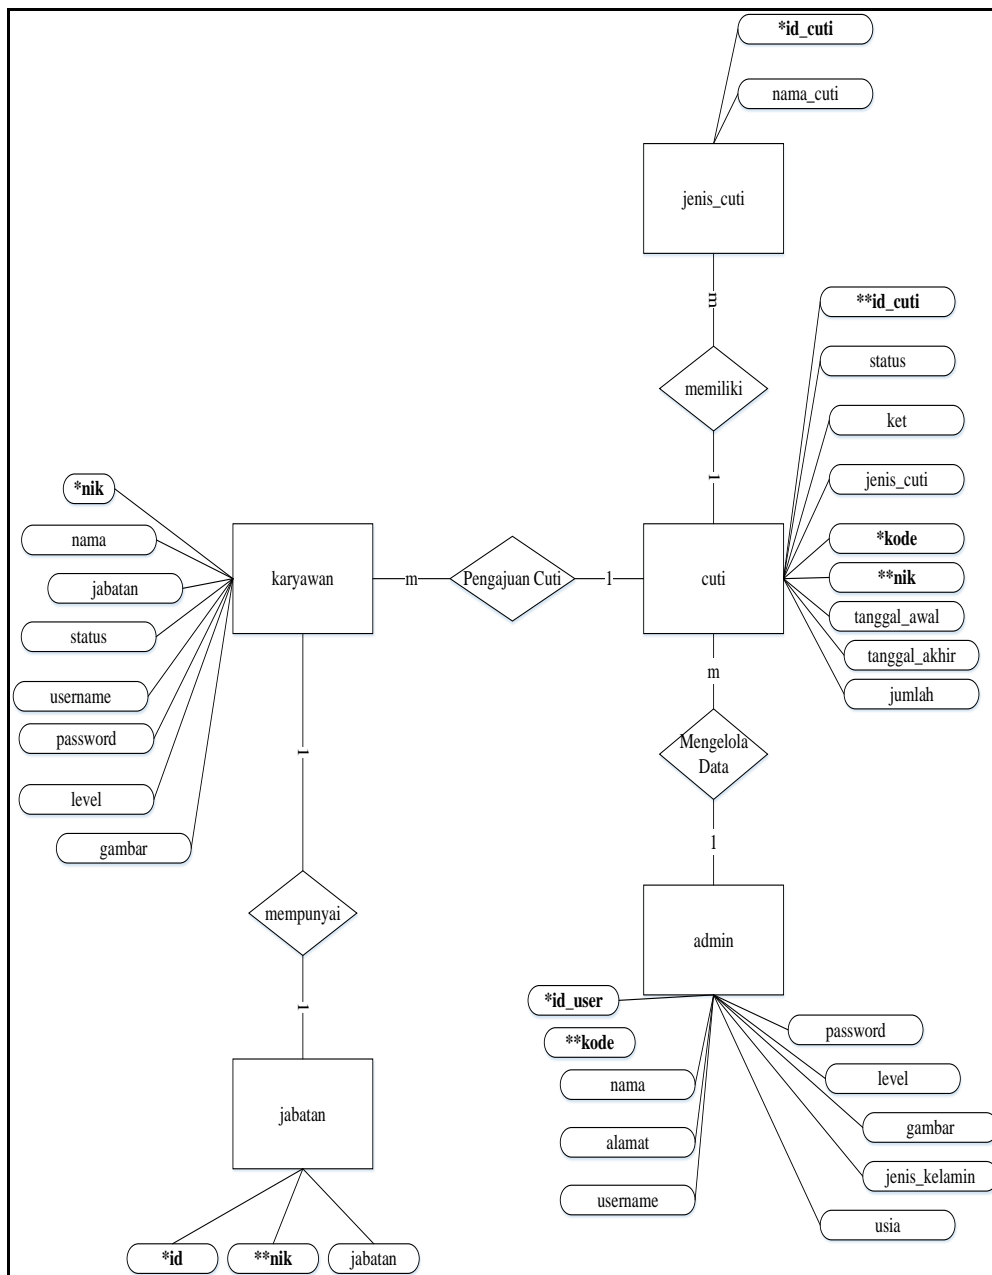 *id_cuti
nama_cuti
jenis_cuti
m
**id_cuti
status
memiliki
ket
1
jenis_cuti
*nik
nama
jabatan
status
username
password
level
gambar
karyawan
m
Pengajuan Cuti
1
cuti
*kode
**nik
tanggal_awal
tanggal_akhir
jumlah
m
Mengelola
Data
1
1
mempunyai
1
admin
*id_user
**kode
nama
alamat
username
password
level
gambar
jenis_kelamin
usia
jabatan
*id
**nik
jabatan